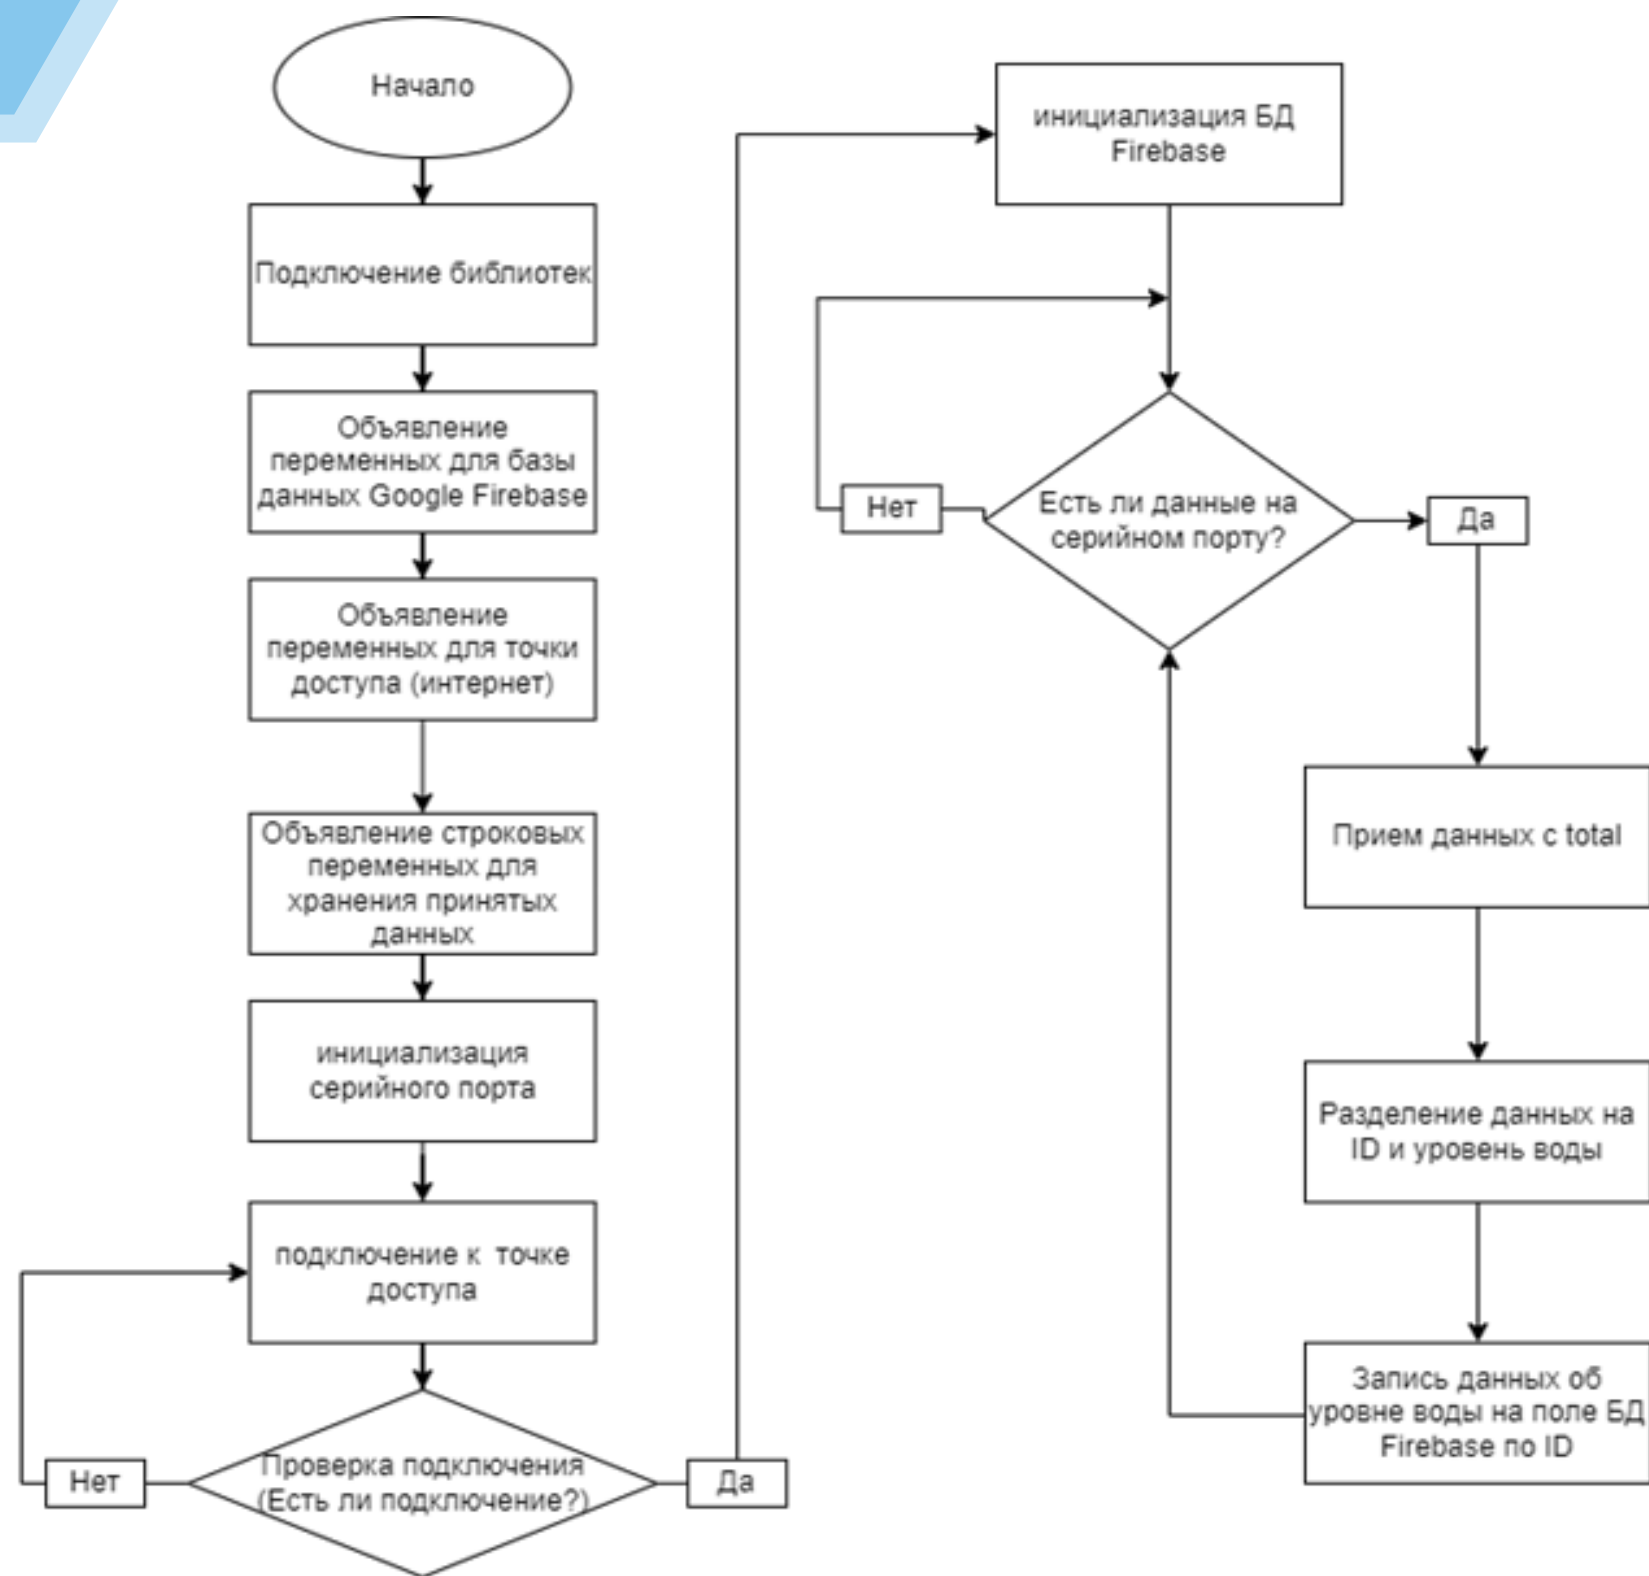 Начало
Подключение библиотек
Объявление
переменных для базы
данных Google Firebase
Объявление
переменных для точки
доступа (интернет)
Объявление строковых
переменных для
хранения принятых
данных
инициализация
серийного порта
подключение к точке
доступа
Проверка подключения
(Есть ли подключение?)
Нет
Да
инициализация БД
Firebase
Есть ли данные на
серийном порту?
Нет
Да
Прием данных с total
Разделение данных на
ID и уровень воды
Запись данных об
уровне воды на поле БД
Firebase по ID